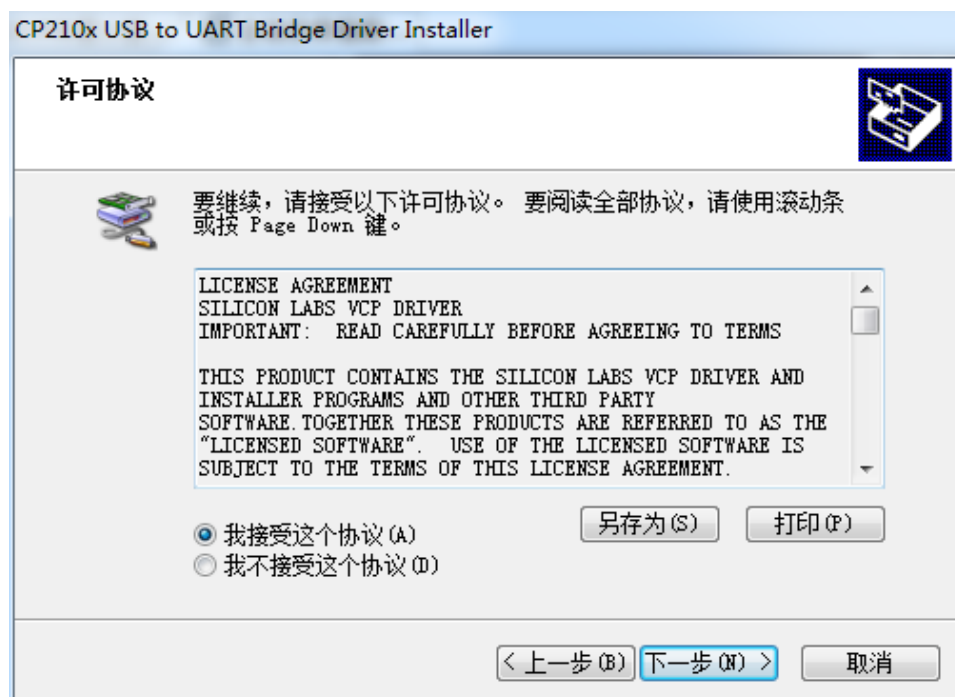 CP210x USB to UART Bridge Driver Installer
许可协议
要继续，请接受以下许可协议。 要阅读全部协议，请使用滚动条
或按 Page Down 键。
LICENSE AGREEMENT
SILICON LABS VCP DRIVER
IMPORTANT:  READ CAREFULLY BEFORE AGREEING TO TERMS
THIS PRODUCT CONTAINS THE SILICON LABS VCP DRIVER AND
INSTALLER PROGRAMS AND OTHER THIRD PARTY
SOFTWARE.TOGETHER THESE PRODUCTS ARE REFERRED TO AS THE
“LICENSED SOFTWARE“.  USE OF THE LICENSED SOFTWARE IS
SUBJECT TO THE TERMS OF THIS LICENSE AGREEMENT.
另存为(S) 打印(P)
我接受这个协议(A)
我不接受这个协议(D)
< 上一步(B) 下一步(N) > 取消